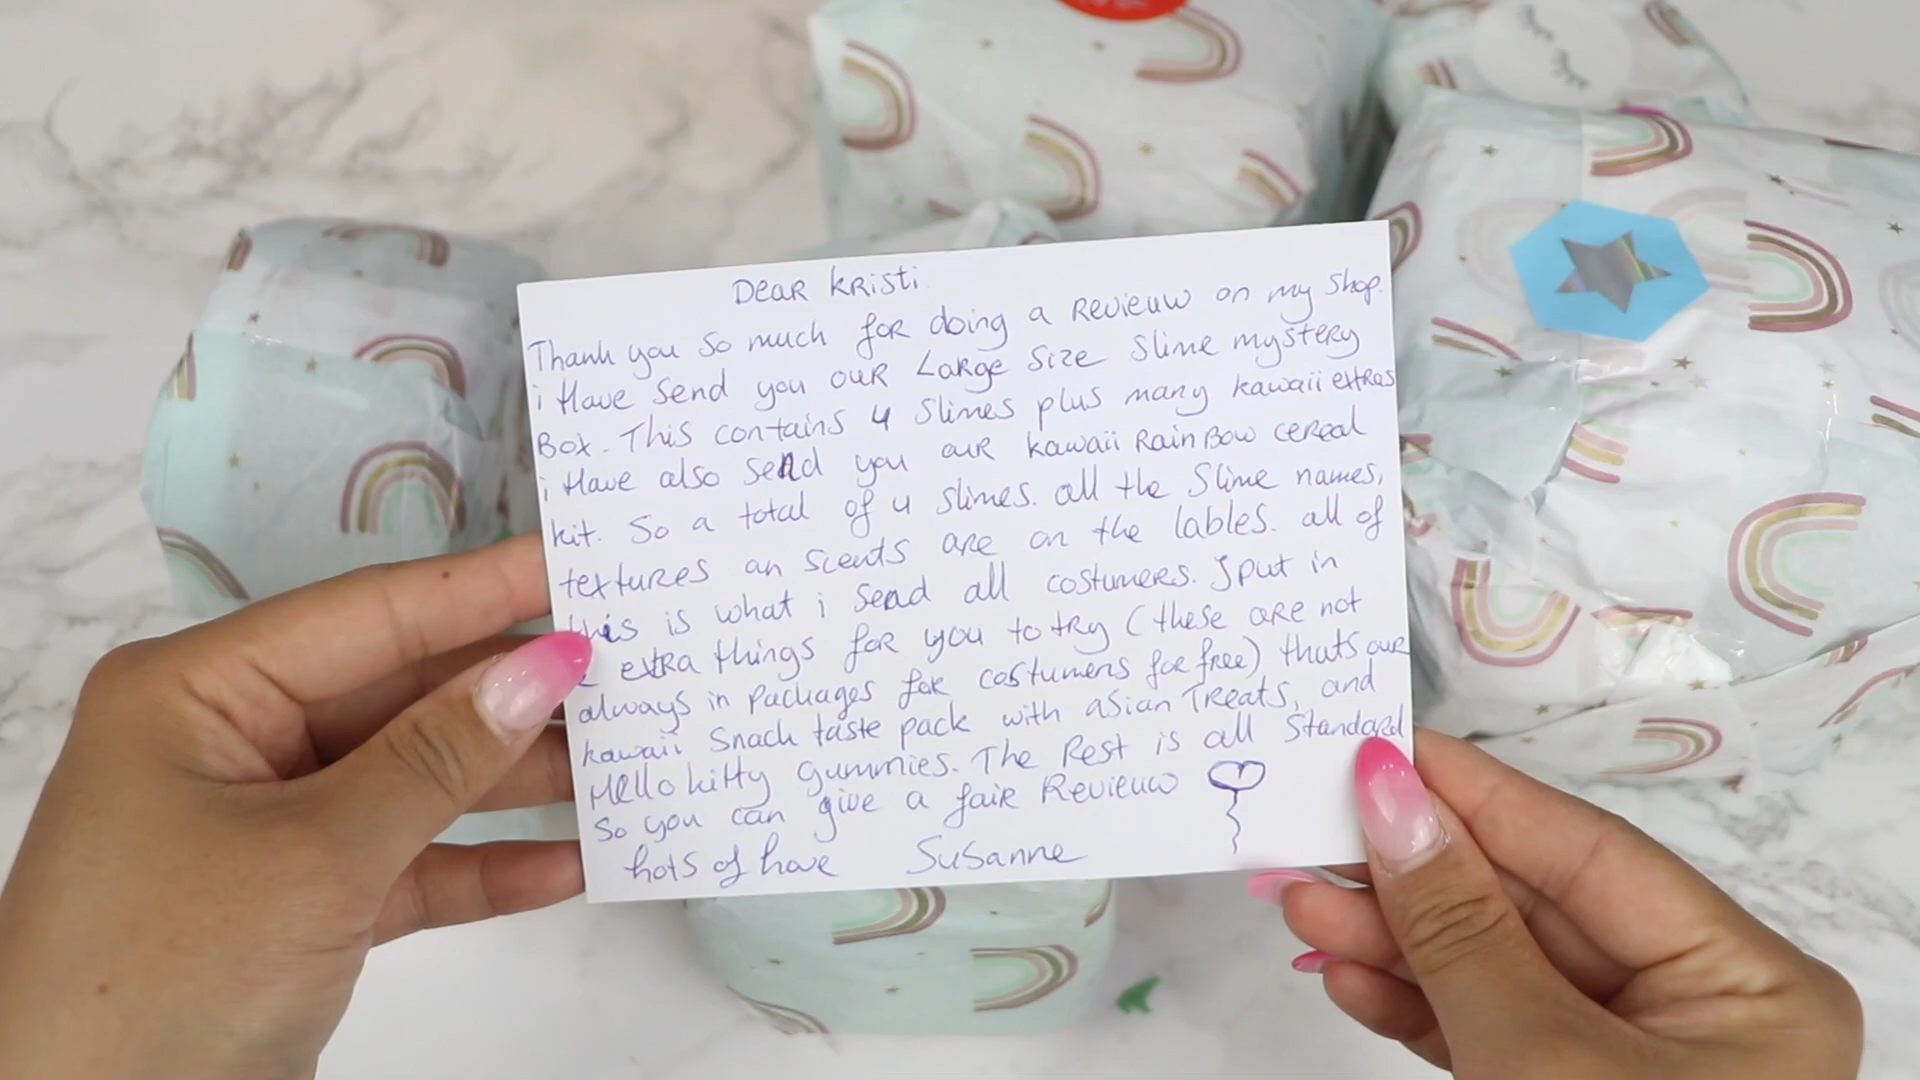 Dear Kristi
Thank you so much for doing a Revieuw on my shop.
i Have Send you our Large Size Slime mystery
Box. This contains 4 Slimes plus many kawaii extras
i Have also send you our kawaii RainBow cereal
kit. So a total of 4 slimes. all the Slime names,
textures an scents are on the lables. all of
this is what i send all costumers. I put in
extra things for you to try (these are not
always in packages for costumers for free) thats our
kawaii Snack taste pack with asian Treats, and
Hello kitty gummies. The Rest is all Standard
So you can give a fair Revieuw
hots of hove Susanne